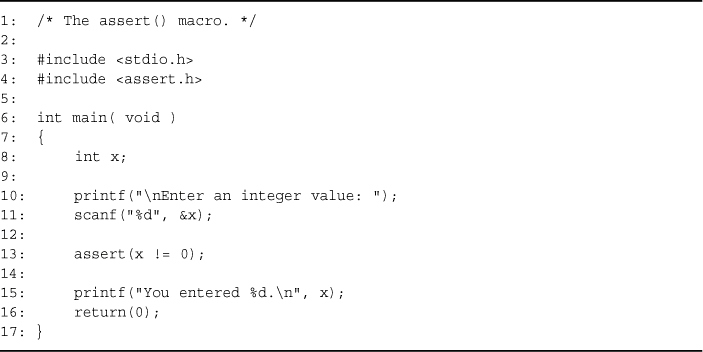 1:  /* The assert() macro. */
2:
3:  #include <stdio.h>
4:  #include <assert.h>
5:
6:  int main( void )
7:  {
8:      int x;
9:
10:     printf("\nEnter an integer value: ");
11:     scanf("%d", &x);
12:
13:     assert(x != 0);
14:
15:     printf("You entered %d.\n", x);
16:     return(0);
17: }